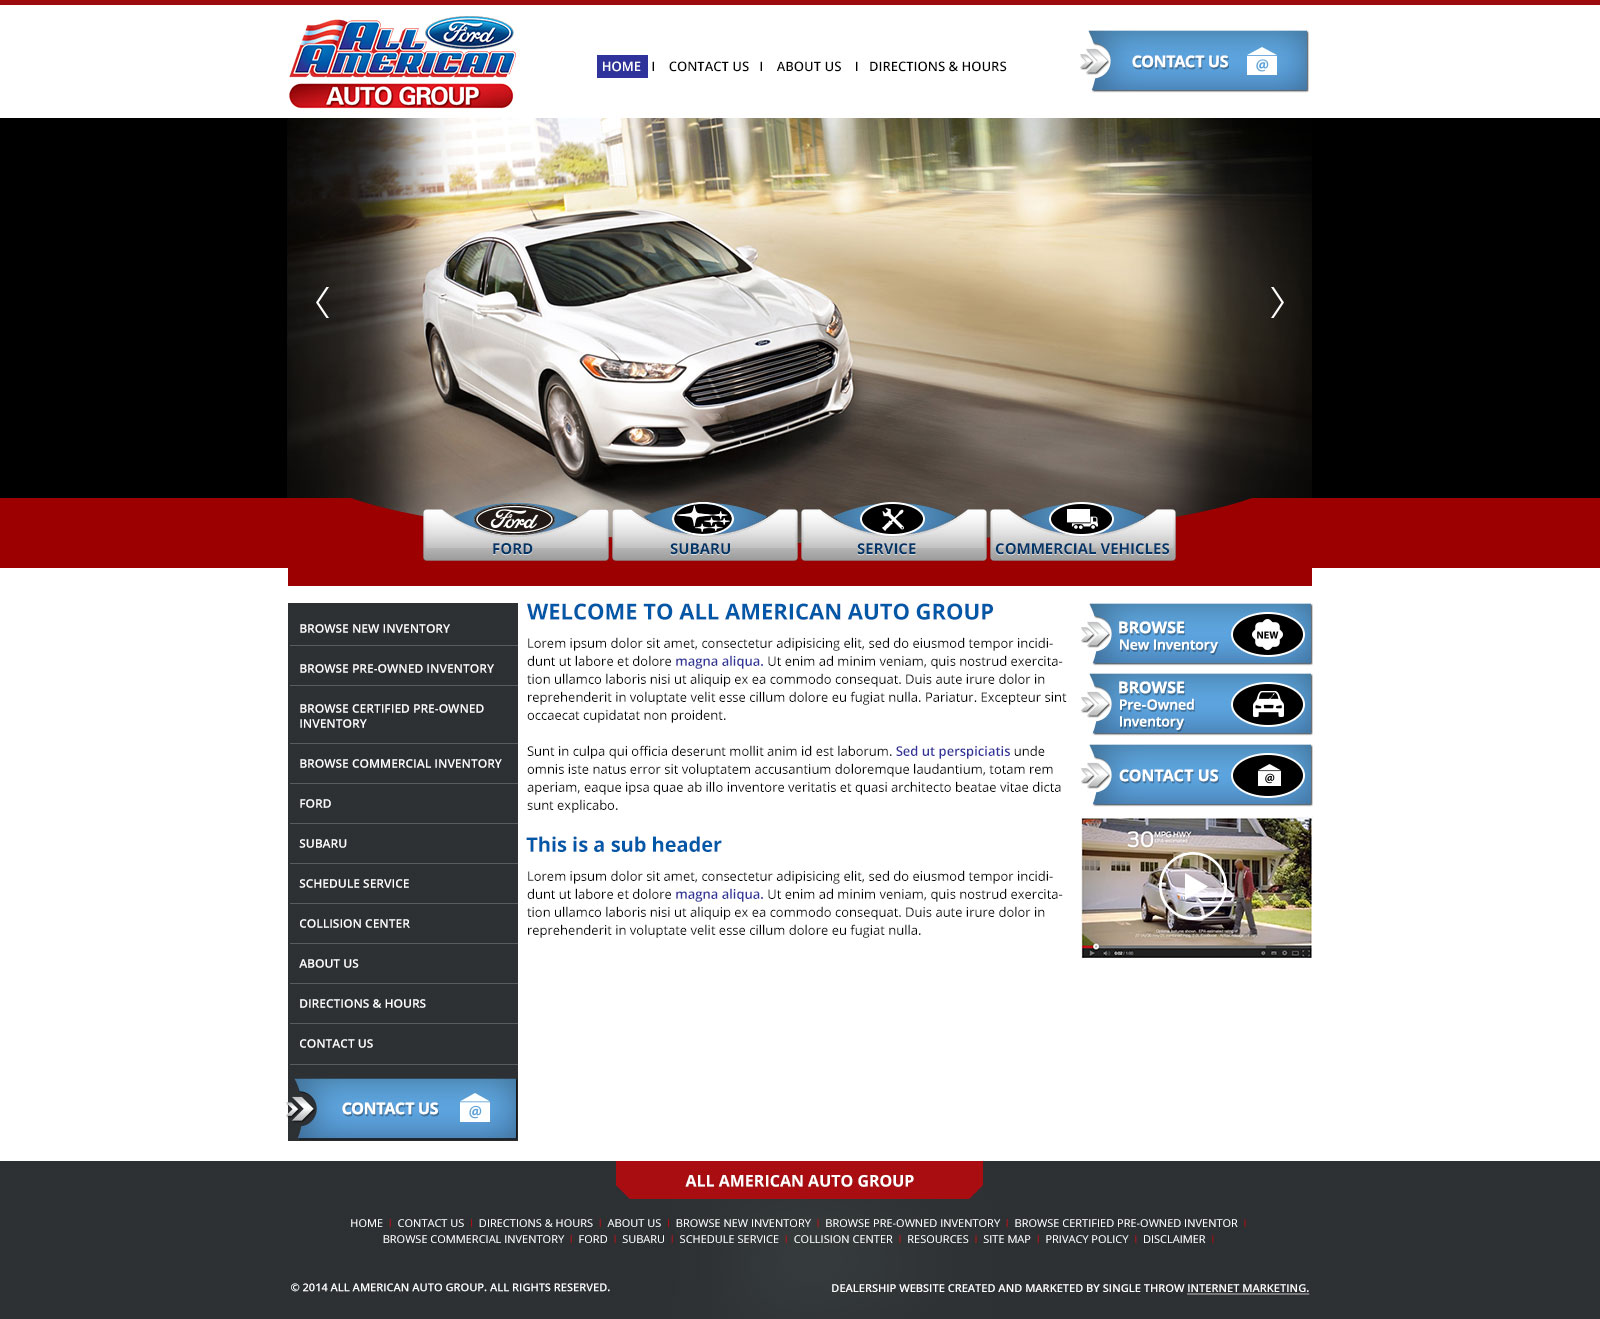 ALL Ford
AMERICAN
AUTO GROUP
HOME | CONTACT US | ABOUT US | DIRECTIONS & HOURS
CONTACT US @
Ford
FORD
SUBARU
SERVICE
COMMERCIAL VEHICLES
BROWSE NEW INVENTORY
BROWSE PRE-OWNED INVENTORY
BROWSE CERTIFIED PRE-OWNED
INVENTORY
BROWSE COMMERCIAL INVENTORY
FORD
SUBARU
SCHEDULE SERVICE
COLLISION CENTER
ABOUT US
DIRECTIONS & HOURS
CONTACT US
CONTACT US @
WELCOME TO ALL AMERICAN AUTO GROUP
Lorem ipsum dolor sit amet, consectetur adipisicing elit, sed do eiusmod tempor incidi-
dunt ut labore et dolore magna aliqua. Ut enim ad minim veniam, quis nostrud exercita-
tion ullamco laboris nisi ut aliquip ex ea commodo consequat. Duis aute irure dolor in
reprehenderit in voluptate velit esse cillum dolore eu fugiat nulla. Pariatur. Excepteur sint
occaecat cupidatat non proident.
Sunt in culpa qui officia deserunt mollit anim id est laborum. Sed ut perspiciatis unde
omnis iste natus error sit voluptatem accusantium doloremque laudantium, totam rem
aperiam, eaque ipsa quae ab illo inventore veritatis et quasi architecto beatae vitae dicta
sunt explicabo.
This is a sub header
Lorem ipsum dolor sit amet, consectetur adipisicing elit, sed do eiusmod tempor incidi-
dunt ut labore et dolore magna aliqua. Ut enim ad minim veniam, quis nostrud exercita-
tion ullamco laboris nisi ut aliquip ex ea commodo consequat. Duis aute irure dolor in
reprehenderit in voluptate velit esse cillum dolore eu fugiat nulla.
BROWSE
New Inventory
NEW
BROWSE
Pre-Owned
Inventory
CONTACT US @
30 MPG HWY
ALL AMERICAN AUTO GROUP
HOME | CONTACT US | DIRECTIONS & HOURS | ABOUT US | BROWSE NEW INVENTORY | BROWSE PRE-OWNED INVENTORY | BROWSE CERTIFIED PRE-OWNED INVENTOR |
BROWSE COMMERCIAL INVENTORY | FORD | SUBARU | SCHEDULE SERVICE | COLLISION CENTER | RESOURCES | SITE MAP | PRIVACY POLICY | DISCLAIMER |
© 2014 ALL AMERICAN AUTO GROUP. ALL RIGHTS RESERVED.
DEALERSHIP WEBSITE CREATED AND MARKETED BY SINGLE THROW INTERNET MARKETING.